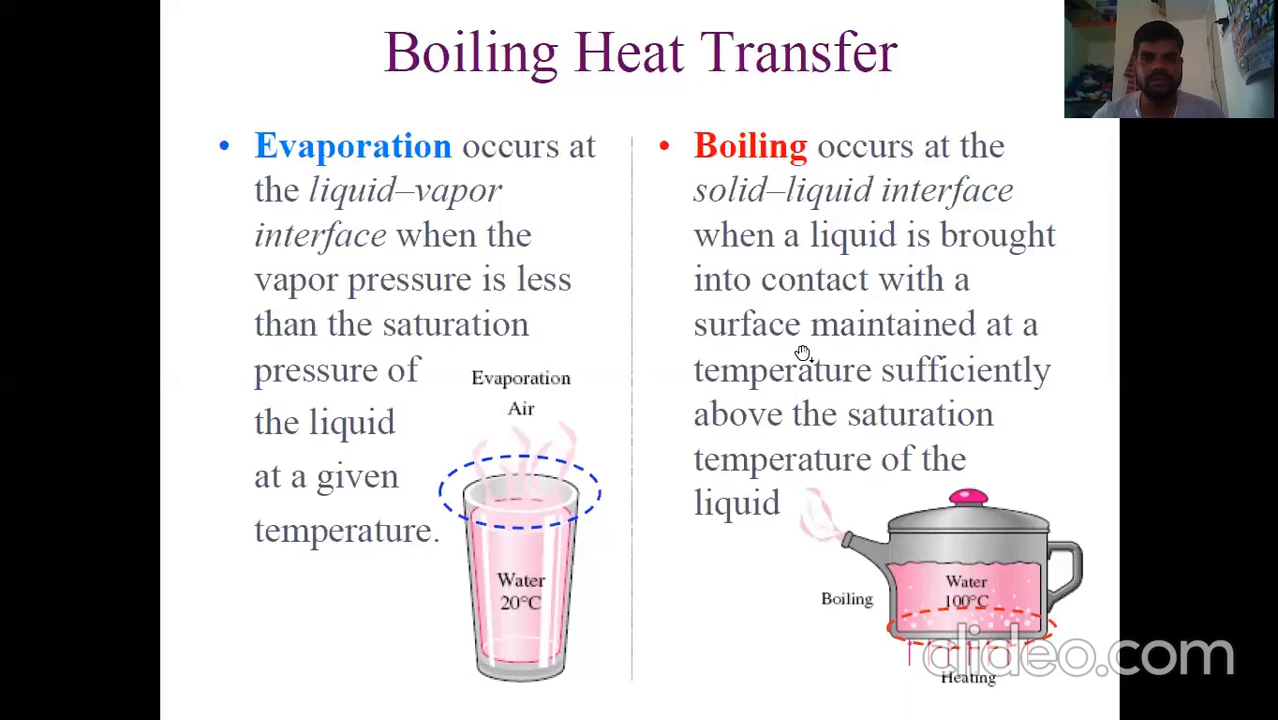 Boiling Heat Transfer
• Evaporation occurs at
the liquid–vapor
interface when the
vapor pressure is less
than the saturation
pressure of
the liquid
at a given
temperature.
Evaporation
Air
Water
20°C
• Boiling occurs at the
solid–liquid interface
when a liquid is brought
into contact with a
surface maintained at a
temperature sufficiently
above the saturation
temperature of the
liquid
Boiling
Water
100°C
Heating
clideo.com